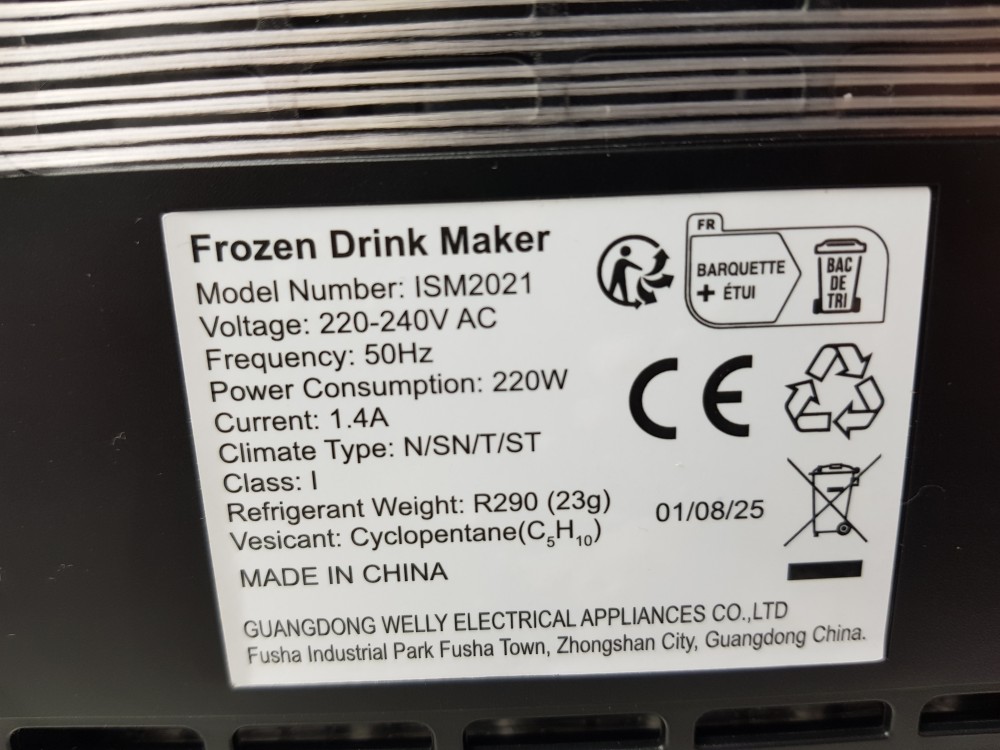 Frozen Drink Maker
Model Number: ISM2021
Voltage: 220-240V AC
Frequency: 50Hz
Power Consumption: 220W
Current: 1.4A
Climate Type: N/SN/T/ST
Class: I
Refrigerant Weight: R290 (23g)
Vesicant: Cyclopentane(C₅H₁₀)
MADE IN CHINA
FR
BARQUETTE
+ ÉTUI
BAC
DE
TRI
CE
01/08/25
GUANGDONG WELLY ELECTRICAL APPLIANCES CO.,LTD
Fusha Industrial Park Fusha Town, Zhongshan City, Guangdong China.